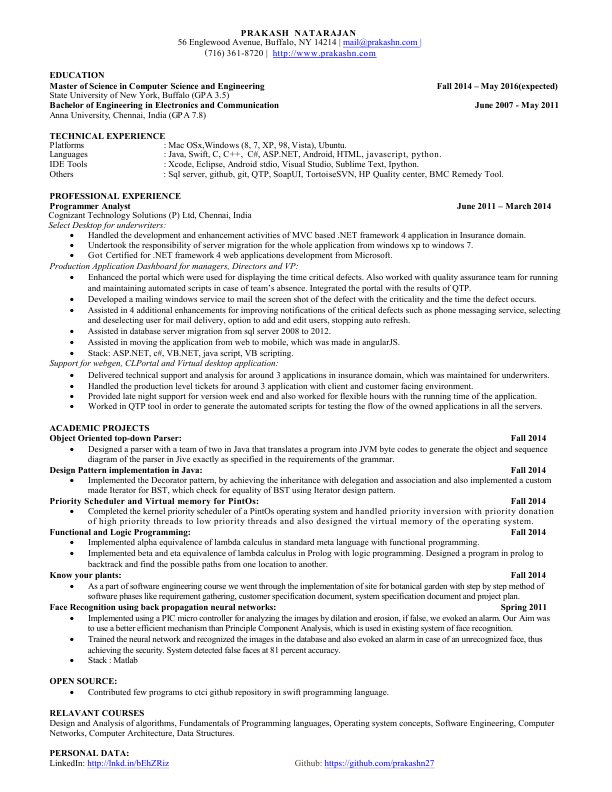 PRAKASH NATARAJAN
56 Englewood Avenue, Buffalo, NY 14214 | mail@prakashn.com |
(716) 361-8720 | http://www.prakashn.com
EDUCATION
Master of Science in Computer Science and Engineering Fall 2014 – May 2016(expected)
State University of New York, Buffalo (GPA 3.5)
Bachelor of Engineering in Electronics and Communication June 2007 - May 2011
Anna University, Chennai, India (GPA 7.8)
TECHNICAL EXPERIENCE
Platforms : Mac OSx,Windows (8, 7, XP, 98, Vista), Ubuntu.
Languages : Java, Swift, C, C++, C#, ASP.NET, Android, HTML, javascript, python.
IDE Tools : Xcode, Eclipse, Android stdio, Visual Studio, Sublime Text, Ipython.
Others : Sql server, github, git, QTP, SoapUI, TortoiseSVN, HP Quality center, BMC Remedy Tool.
PROFESSIONAL EXPERIENCE
Programmer Analyst June 2011 – March 2014
Cognizant Technology Solutions (P) Ltd, Chennai, India
Select Desktop for underwriters:
• Handled the development and enhancement activities of MVC based .NET framework 4 application in Insurance domain.
• Undertook the responsibility of server migration for the whole application from windows xp to windows 7.
• Got Certified for .NET framework 4 web applications development from Microsoft.
Production Application Dashboard for managers, Directors and VP:
• Enhanced the portal which were used for displaying the time critical defects. Also worked with quality assurance team for running
and maintaining automated scripts in case of team's absence. Integrated the portal with the results of QTP.
• Developed a mailing windows service to mail the screen shot of the defect with the criticality and the time the defect occurs.
• Assisted in 4 additional enhancements for improving notifications of the critical defects such as phone messaging service, selecting
and deselecting user for mail delivery, option to add and edit users, stopping auto refresh.
• Assisted in database server migration from sql server 2008 to 2012.
• Assisted in moving the application from web to mobile, which was made in angularJS.
• Stack: ASP.NET, c#, VB.NET, java script, VB scripting.
Support for webgen, CLPortal and Virtual desktop application:
• Delivered technical support and analysis for around 3 applications in insurance domain, which was maintained for underwriters.
• Handled the production level tickets for around 3 application with client and customer facing environment.
• Provided late night support for version week end and also worked for flexible hours with the running time of the application.
• Worked in QTP tool in order to generate the automated scripts for testing the flow of the owned applications in all the servers.
ACADEMIC PROJECTS
Object Oriented top-down Parser: Fall 2014
• Designed a parser with a team of two in Java that translates a program into JVM byte codes to generate the object and sequence
diagram of the parser in Jive exactly as specified in the requirements of the grammar.
Design Pattern implementation in Java: Fall 2014
• Implemented the Decorator pattern, by achieving the inheritance with delegation and association and also implemented a custom
made Iterator for BST, which check for equality of BST using Iterator design pattern.
Priority Scheduler and Virtual memory for PintOs: Fall 2014
• Completed the kernel priority scheduler of a PintOs operating system and handled priority inversion with priority donation
of high priority threads to low priority threads and also designed the virtual memory of the operating system.
Functional and Logic Programming: Fall 2014
• Implemented alpha equivalence of lambda calculus in standard meta language with functional programming.
• Implemented beta and eta equivalence of lambda calculus in Prolog with logic programming. Designed a program in prolog to
backtrack and find the possible paths from one location to another.
Know your plants: Fall 2014
• As a part of software engineering course we went through the implementation of site for botanical garden with step by step method of
software phases like requirement gathering, customer specification document, system specification document and project plan.
Face Recognition using back propagation neural networks: Spring 2011
• Implemented using a PIC micro controller for analyzing the images by dilation and erosion, if false, we evoked an alarm. Our Aim was
to use a better efficient mechanism than Principle Component Analysis, which is used in existing system of face recognition.
• Trained the neural network and recognized the images in the database and also evoked an alarm in case of an unrecognized face, thus
achieving the security. System detected false faces at 81 percent accuracy.
• Stack : Matlab
OPEN SOURCE:
• Contributed few programs to ctci github repository in swift programming language.
RELAVANT COURSES
Design and Analysis of algorithms, Fundamentals of Programming languages, Operating system concepts, Software Engineering, Computer
Networks, Computer Architecture, Data Structures.
PERSONAL DATA:
LinkedIn: http://lnkd.in/bEhZRiz Github: https://github.com/prakashn27